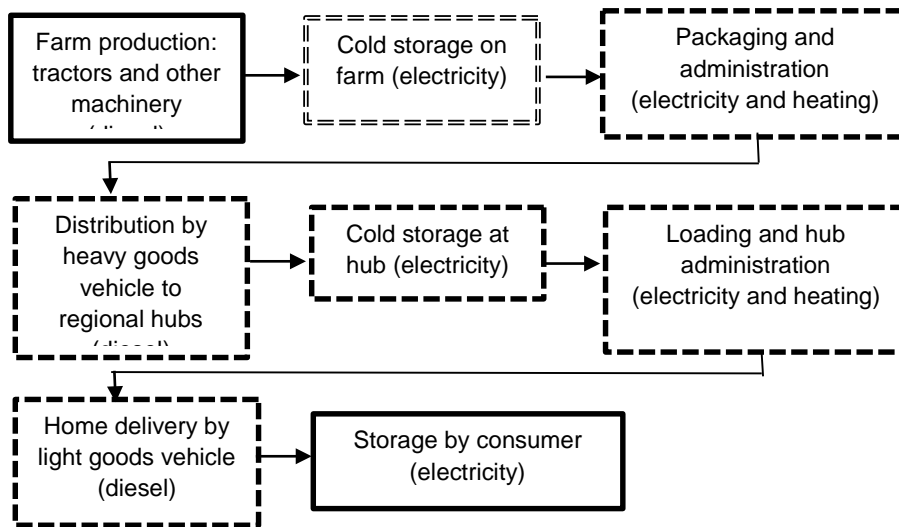 Farm production:
tractors and other
machinery
Cold storage on
farm (electricity)
Packaging and
administration
(electricity and heating)
Distribution by
heavy goods
vehicle to
regional hubs
Cold storage at
hub (electricity)
Loading and hub
administration
(electricity and heating)
Home delivery by
light goods vehicle
(diesel)
Storage by consumer
(electricity)